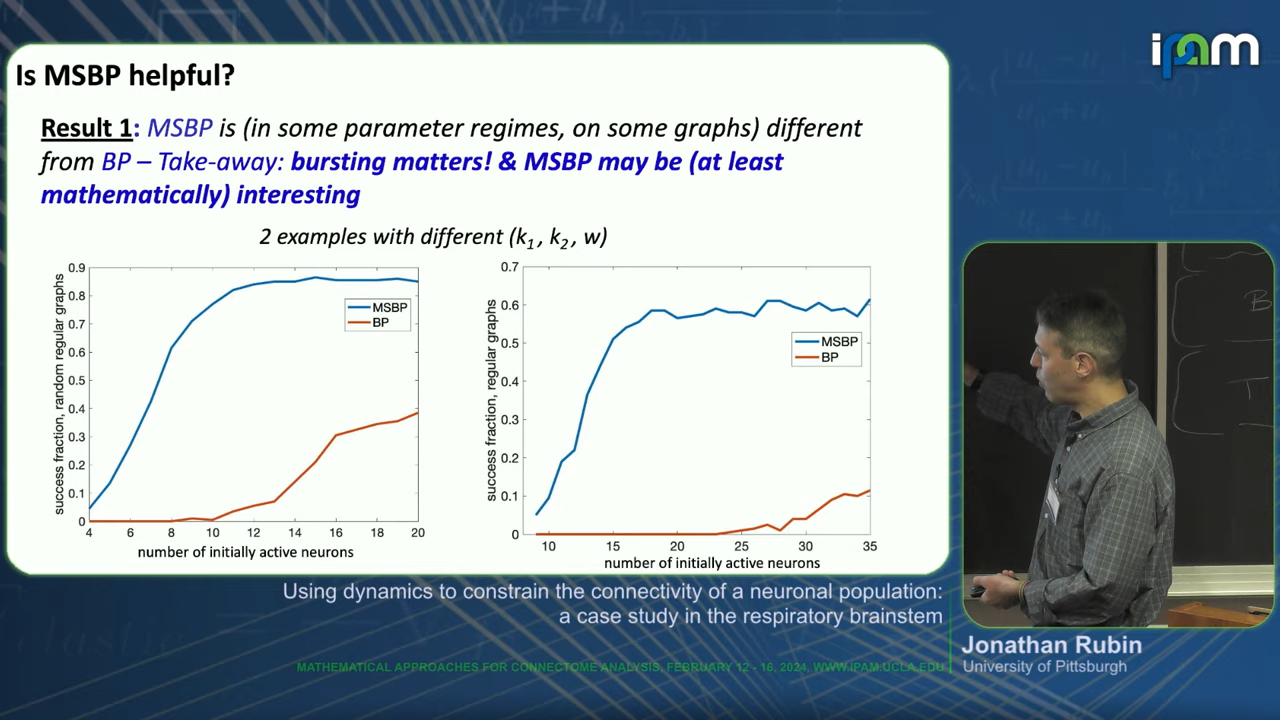 ipam
Is MSBP helpful?
Result 1: MSBP is (in some parameter regimes, on some graphs) different
from BP – Take-away: bursting matters! & MSBP may be (at least
mathematically) interesting
2 examples with different (k1, k2, w)
success fraction, random regular graphs
0.9
0.8
0.7
0.6
0.5
0.4
0.3
0.2
0.1
0
MSBP
BP
4 6 8 10 12 14 16 18 20
number of initially active neurons
success fraction, regular graphs
0.7
0.6
0.5
0.4
0.3
0.2
0.1
0
MSBP
BP
10 15 20 25 30 35
number of initially active neurons
B
Using dynamics to constrain the connectivity of a neuronal population:
a case study in the respiratory brainstem
Jonathan Rubin
University of Pittsburgh
MATHEMATICAL APPROACHES FOR CONNECTOME ANALYSIS, FEBRUARY 12 - 16, 2024, WWW.IPAM.UCLA.EDU